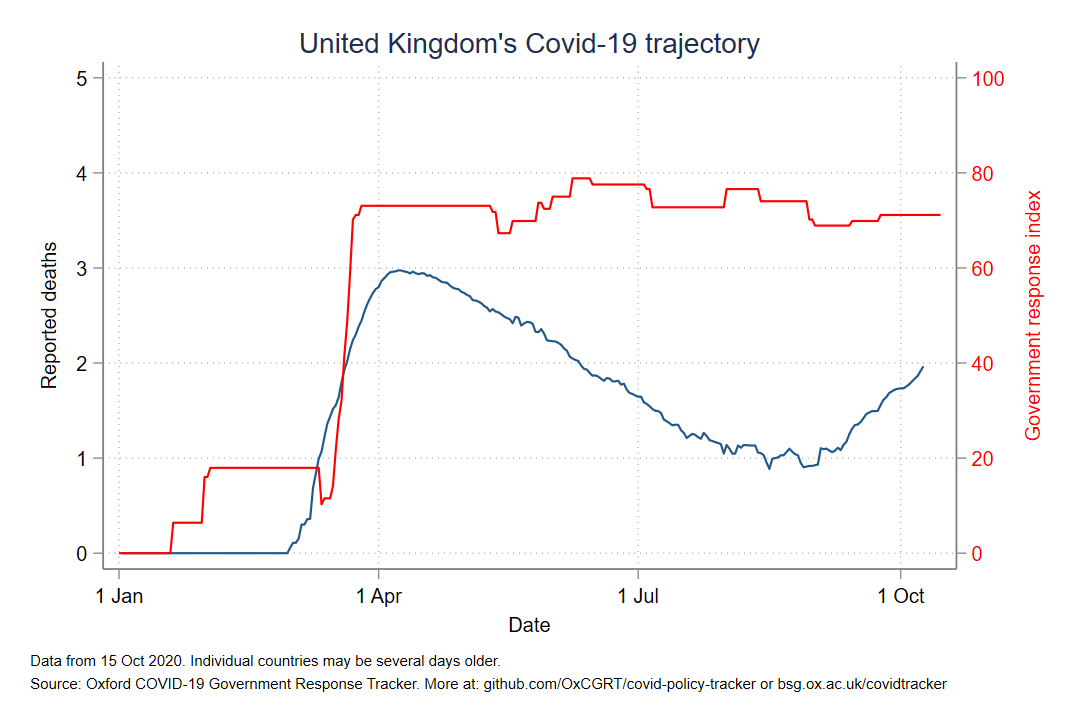 United Kingdom's Covid-19 trajectory
5
4
3
2
1
0
Reported deaths
100
80
60
40
20
0
Government response index
1 Jan
1 Apr
1 Jul
1 Oct
Date
Data from 15 Oct 2020. Individual countries may be several days older.
Source: Oxford COVID-19 Government Response Tracker. More at: github.com/OxCGRT/covid-policy-tracker or bsg.ox.ac.uk/covidtracker